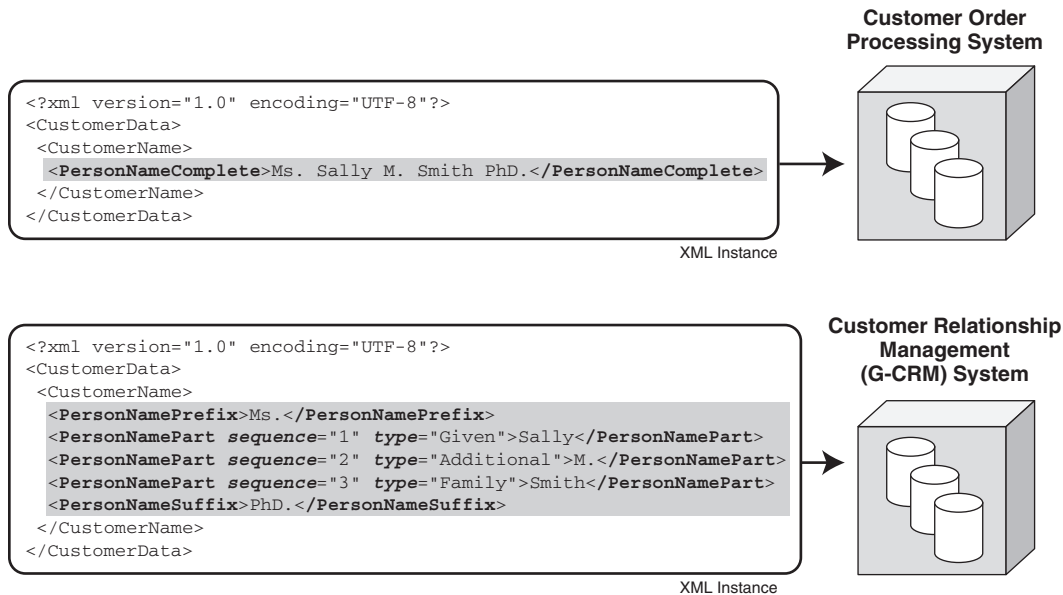 Customer Order
Processing System
<?xml version="1.0" encoding="UTF-8"?>
<CustomerData>
<CustomerName>
<PersonNameComplete>Ms. Sally M. Smith PhD.</PersonNameComplete>
</CustomerName>
</CustomerData>
XML Instance
Customer Relationship
Management
(G-CRM) System
<?xml version="1.0" encoding="UTF-8"?>
<CustomerData>
<CustomerName>
<PersonNamePrefix>Ms.</PersonNamePrefix>
<PersonNamePart sequence="1" type="Given">Sally</PersonNamePart>
<PersonNamePart sequence="2" type="Additional">M.</PersonNamePart>
<PersonNamePart sequence="3" type="Family">Smith</PersonNamePart>
<PersonNameSuffix>PhD.</PersonNameSuffix>
</CustomerName>
</CustomerData>
XML Instance